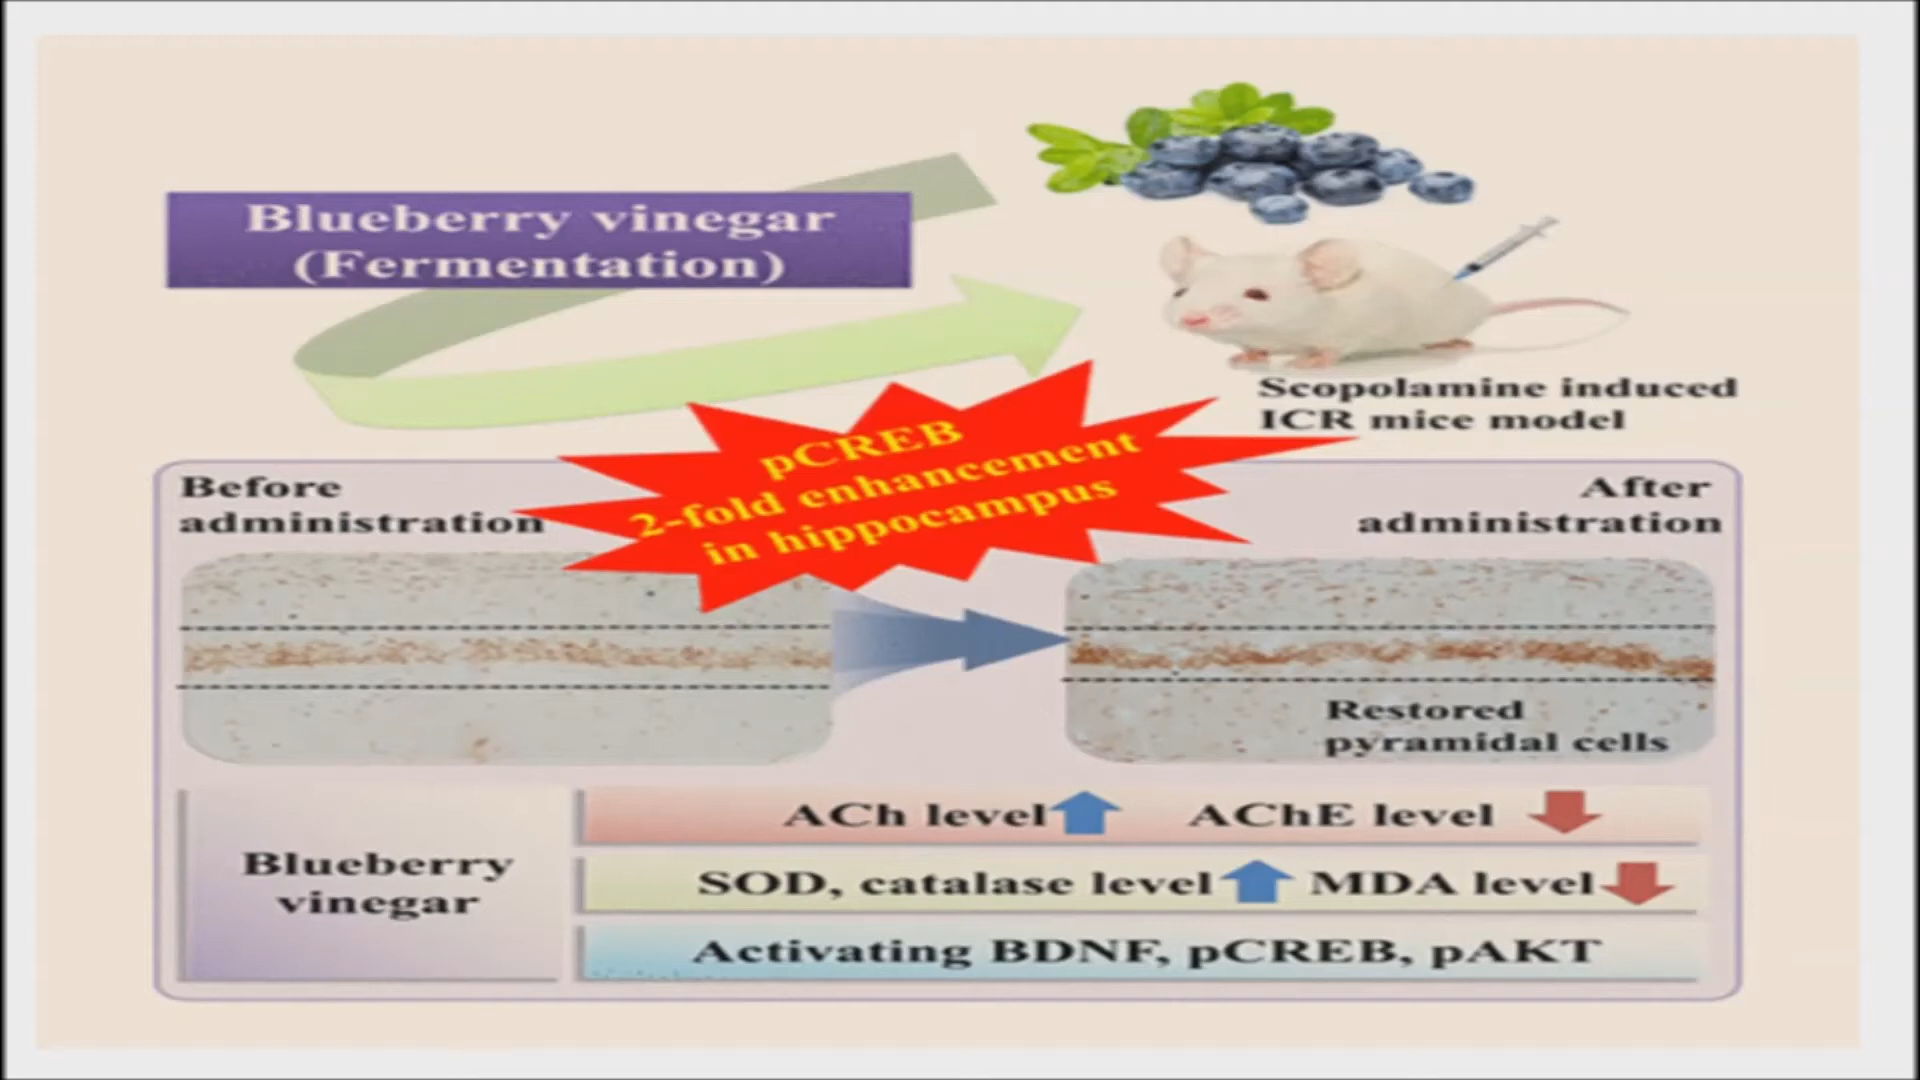 Blueberry vinegar
(Fermentation)
Scopolamine induced
ICR mice model
pCREB
2-fold enhancement
in hippocampus
Before
administration
After
administration
Restored
pyramidal cells
Blueberry
vinegar
ACh level AChE level
SOD, catalase level MDA level
Activating BDNF, pCREB, pAKT